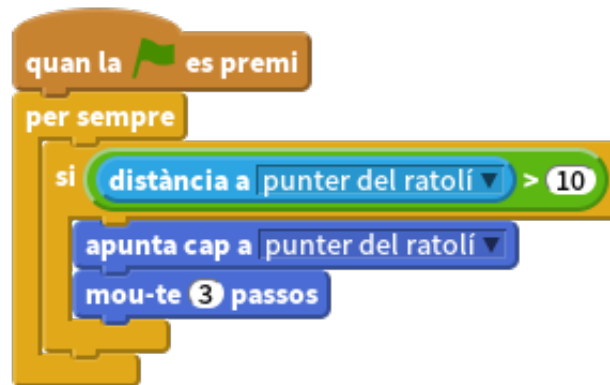 quan la es premi
per sempre
si distància a punter del ratolí > 10
apunta cap a punter del ratolí
mou-te 3 passos